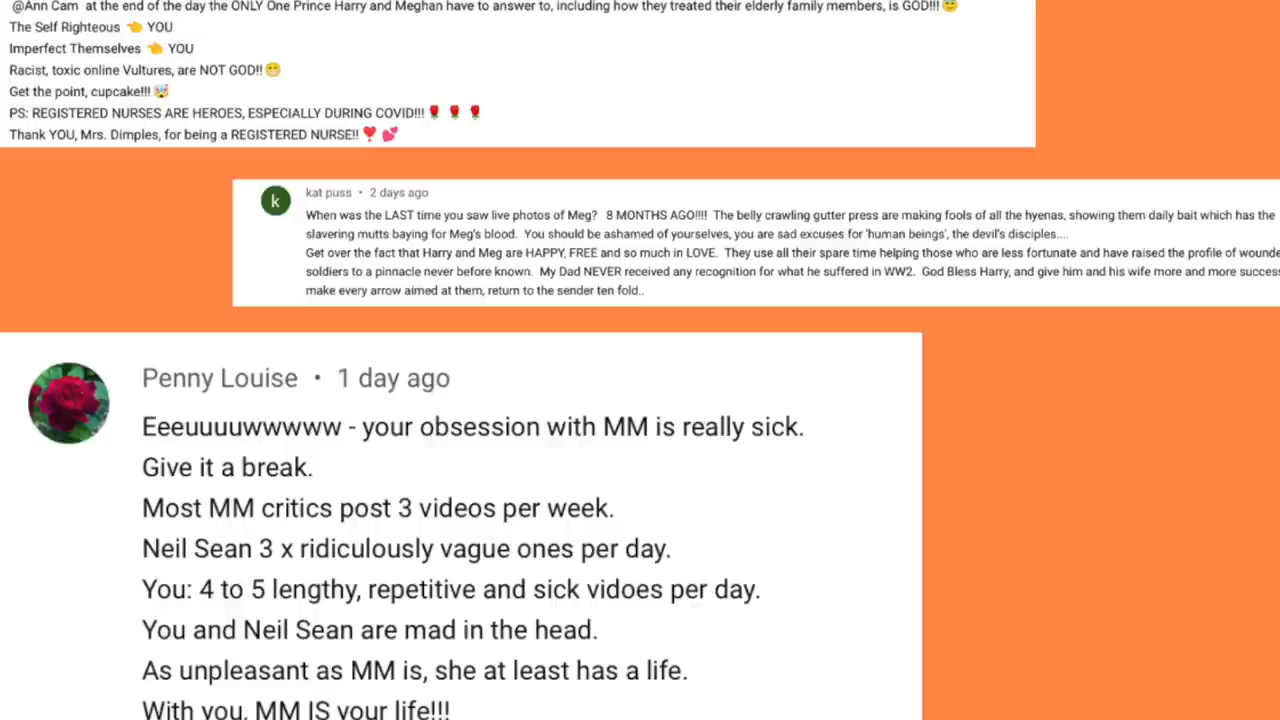 @Ann Cam at the end of the day the ONLY One Prince Harry and Meghan have to answer to, including how they treated their elderly family members, is GOD!!! 😇
The Self Righteous 👈 YOU
Imperfect Themselves 👈 YOU
Racist, toxic online Vultures, are NOT GOD!! 😁
Get the point, cupcake!!! 🤯
PS: REGISTERED NURSES ARE HEROES, ESPECIALLY DURING COVID!!! 🌹 🌹 🌹
Thank YOU, Mrs. Dimples, for being a REGISTERED NURSE!! ❣️ 💕
k
kat puss • 2 days ago
When was the LAST time you saw live photos of Meg? 8 MONTHS AGO!!!! The belly crawling gutter press are making fools of all the hyenas, showing them daily bait which has the
slavering mutts baying for Meg's blood. You should be ashamed of yourselves, you are sad excuses for 'human beings', the devil's disciples....
Get over the fact that Harry and Meg are HAPPY, FREE and so much in LOVE. They use all their spare time helping those who are less fortunate and have raised the profile of wounde
soldiers to a pinnacle never before known. My Dad NEVER received any recognition for what he suffered in WW2. God Bless Harry, and give him and his wife more and more success
make every arrow aimed at them, return to the sender ten fold..
Penny Louise • 1 day ago
Eeeuuuuwwwww - your obsession with MM is really sick.
Give it a break.
Most MM critics post 3 videos per week.
Neil Sean 3 x ridiculously vague ones per day.
You: 4 to 5 lengthy, repetitive and sick vidoes per day.
You and Neil Sean are mad in the head.
As unpleasant as MM is, she at least has a life.
With you, MM IS your life!!!